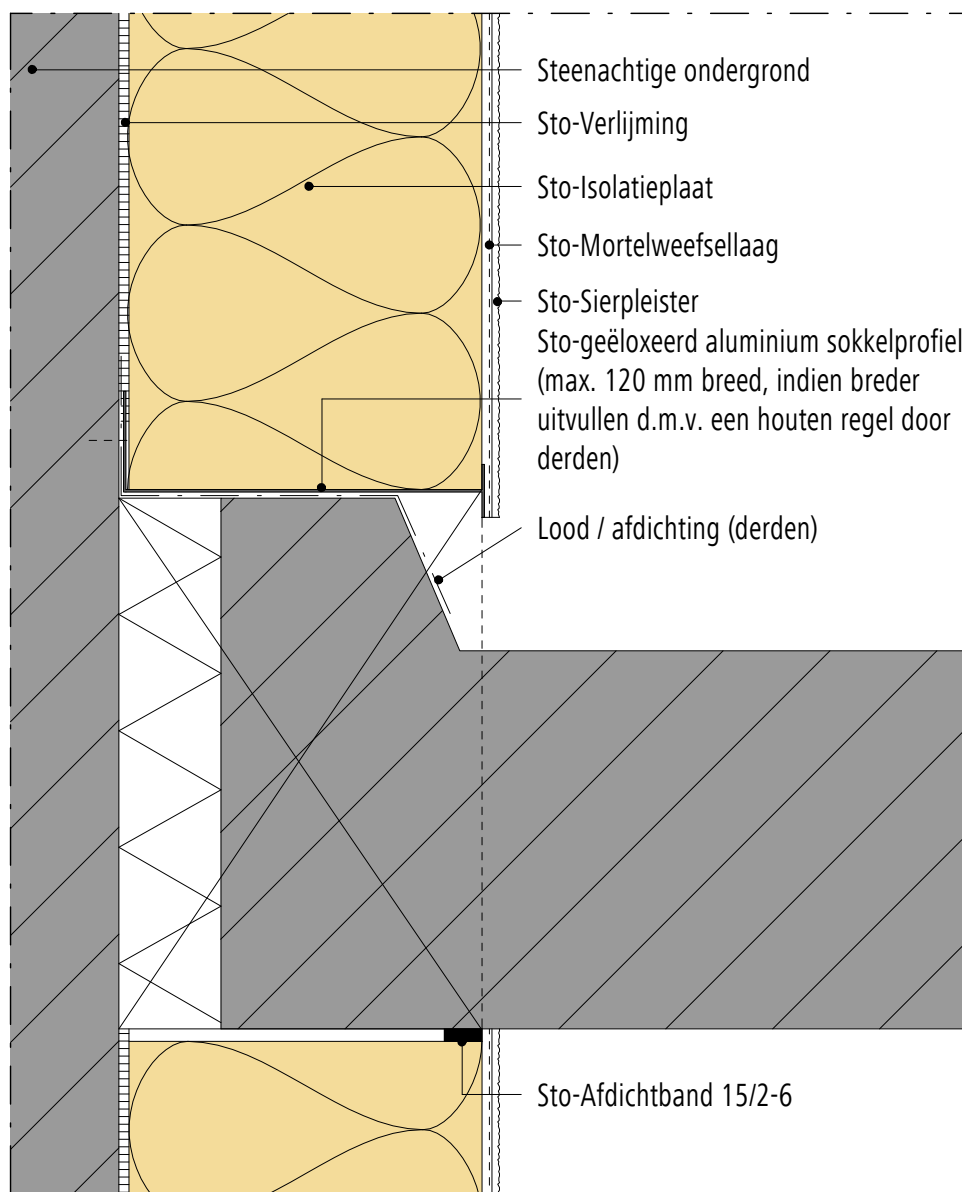 Steenachtige ondergrond
Sto-Verlijming
Sto-Isolatieplaat
Sto-Mortelweefsellaag
Sto-Sierpleister
Sto-geëloxeerd aluminium sokkelprofiel
(max. 120 mm breed, indien breder
uitvullen d.m.v. een houten regel door
derden)
Lood / afdichting (derden)
Sto-Afdichtband 15/2-6